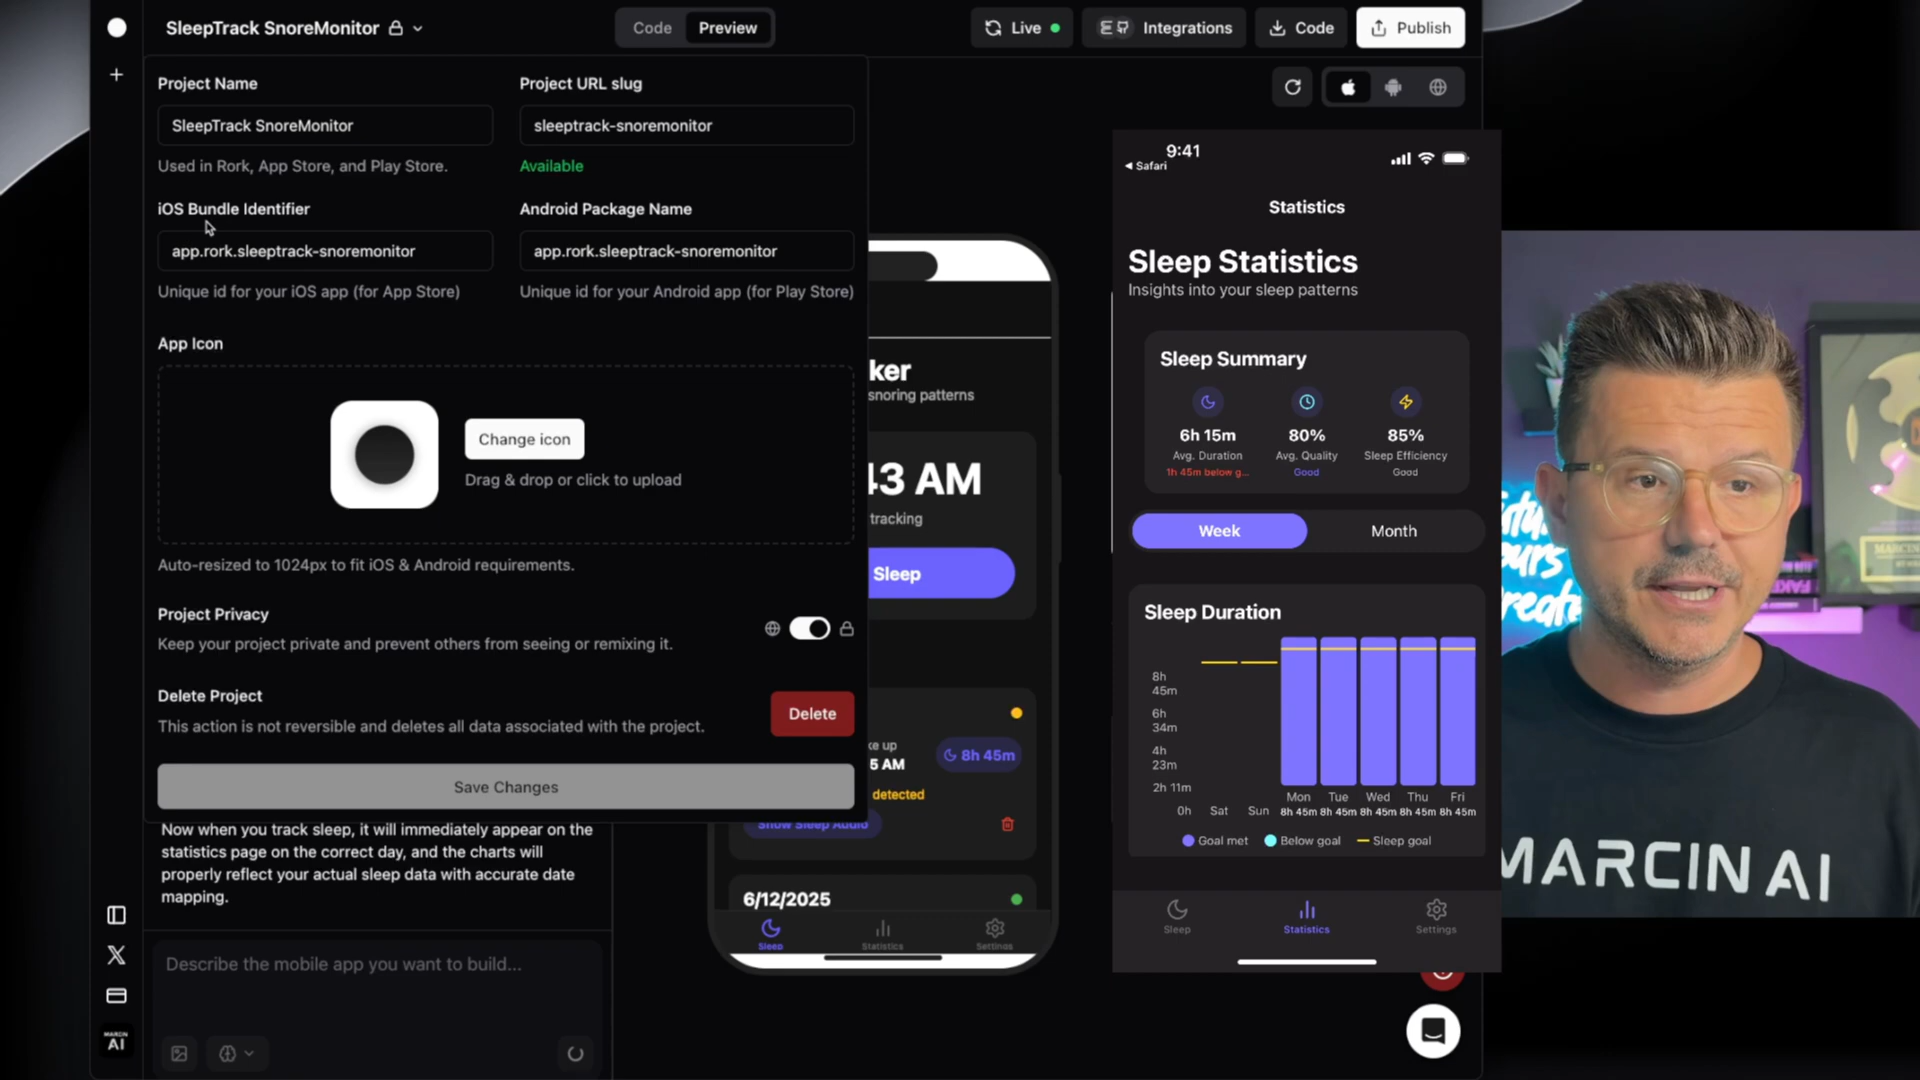 SleepTrack SnoreMonitor
Code
Preview
Live
Integrations
Code
Publish
Project Name
Project URL slug
SleepTrack SnoreMonitor
sleeptrack-snoremonitor
Used in Rork, App Store, and Play Store.
Available
iOS Bundle Identifier
Android Package Name
app.rork.sleeptrack-snoremonitor
app.rork.sleeptrack-snoremonitor
Unique id for your iOS app (for App Store)
Unique id for your Android app (for Play Store)
App Icon
Change icon
Drag & drop or click to upload
Auto-resized to 1024px to fit iOS & Android requirements.
Project Privacy
Keep your project private and prevent others from seeing or remixing it.
Delete Project
This action is not reversible and deletes all data associated with the project.
Delete
Save Changes
Now when you track sleep, it will immediately appear on the
statistics page on the correct day, and the charts will
properly reflect your actual sleep data with accurate date
mapping.
Describe the mobile app you want to build...
MARCIN
AI
ker
snoring patterns
43 AM
tracking
Sleep
ke up
5 AM
8h 45m
detected
Show Sleep Audio
6/12/2025
Sleep
Statistics
Settings
9:41
Safari
Statistics
Sleep Statistics
Insights into your sleep patterns
Sleep Summary
6h 15m
80%
85%
Avg. Duration
Avg. Quality
Sleep Efficiency
1h 45m below g...
Good
Good
Week
Month
Sleep Duration
8h
45m
6h
34m
4h
23m
2h 11m
0h
Sat
Sun
Mon
Tue
Wed
Thu
Fri
8h 45m
8h 45m
8h 45m
8h 45m
8h 45m
Goal met
Below goal
Sleep goal
Sleep
Statistics
Settings
MARCIN AI